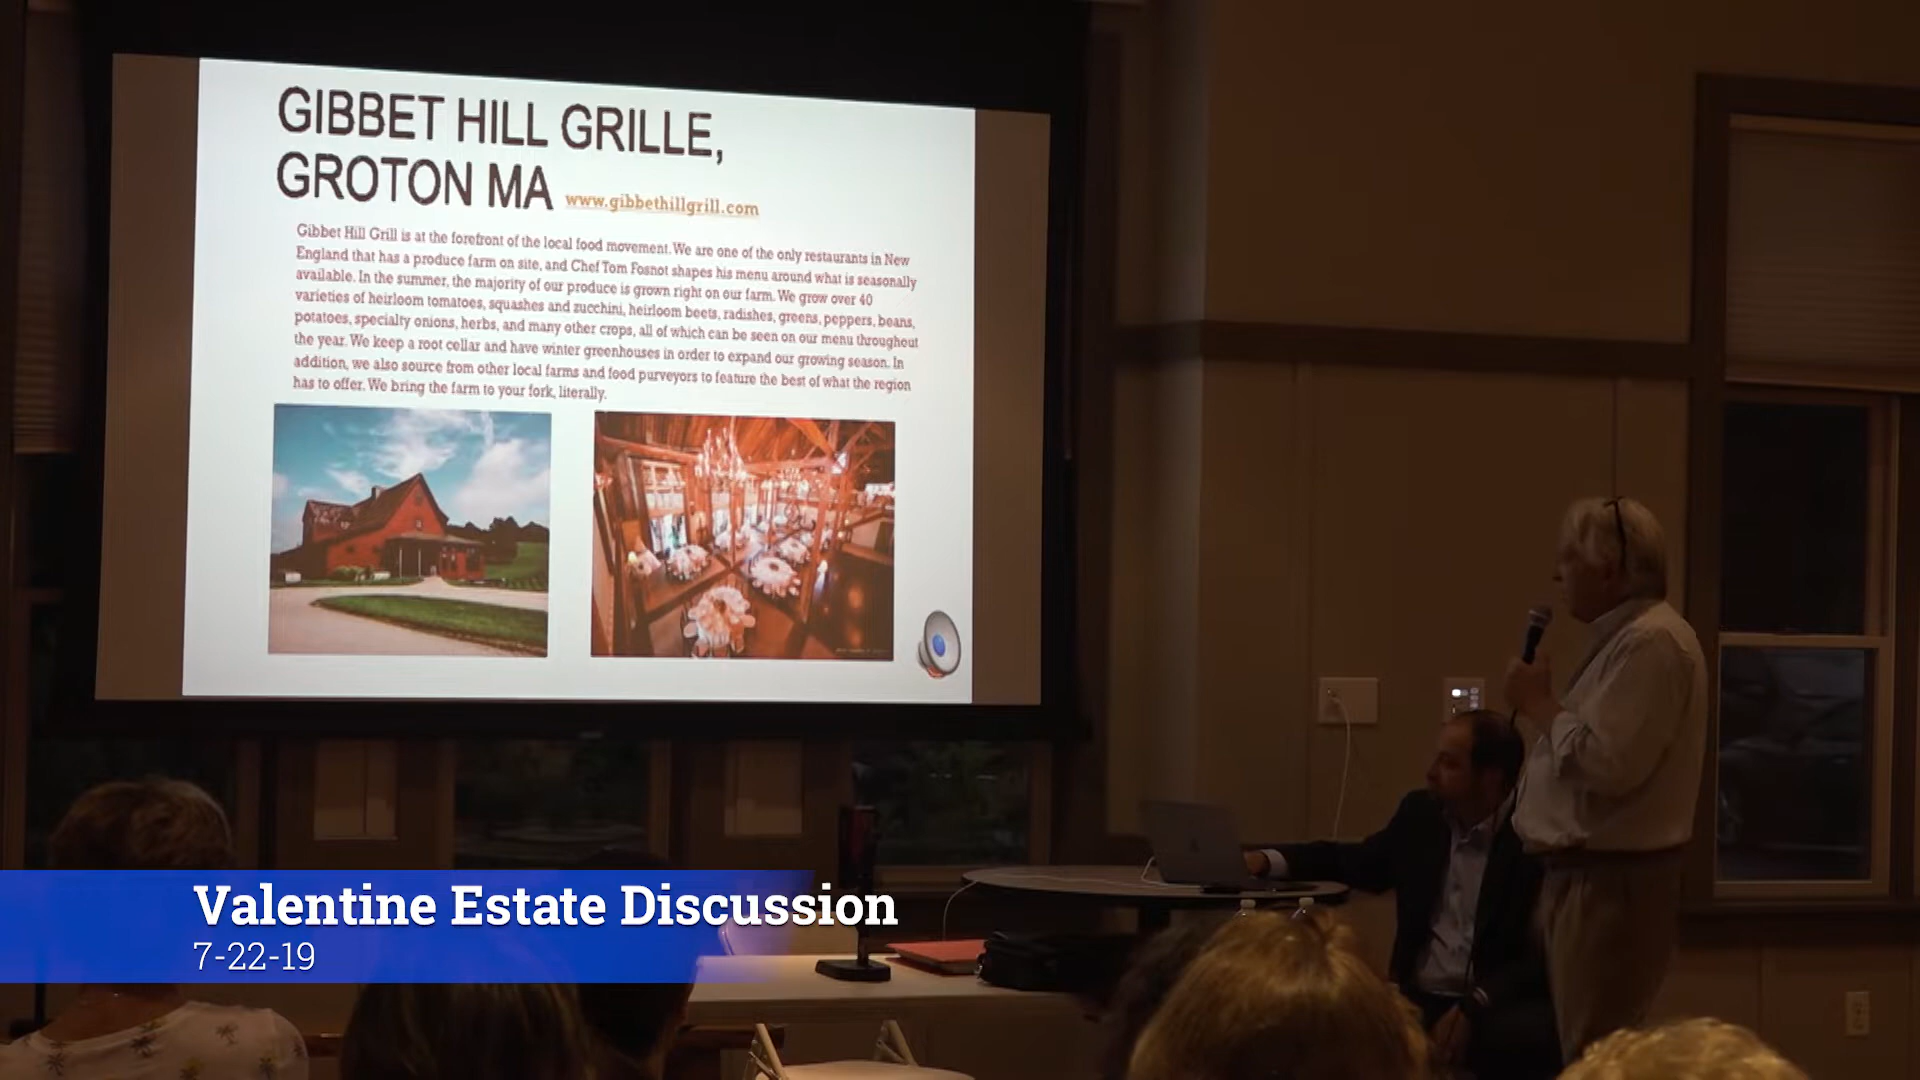 GIBBET HILL GRILLE,
GROTON MA www.gibbethillgrill.com
Gibbet Hill Grill is at the forefront of the local food movement. We are one of the only restaurants in New
England that has a produce farm on site, and Chef Tom Fosnot shapes his menu around what is seasonally
available. In the summer, the majority of our produce is grown right on our farm. We grow over 40
varieties of heirloom tomatoes, squashes and zucchini, heirloom beets, radishes, greens, peppers, beans,
potatoes, specialty onions, herbs, and many other crops, all of which can be seen on our menu throughout
the year. We keep a root cellar and have winter greenhouses in order to expand our growing season. In
addition, we also source from other local farms and food purveyors to feature the best of what the region
has to offer. We bring the farm to your fork, literally.
Valentine Estate Discussion
7-22-19